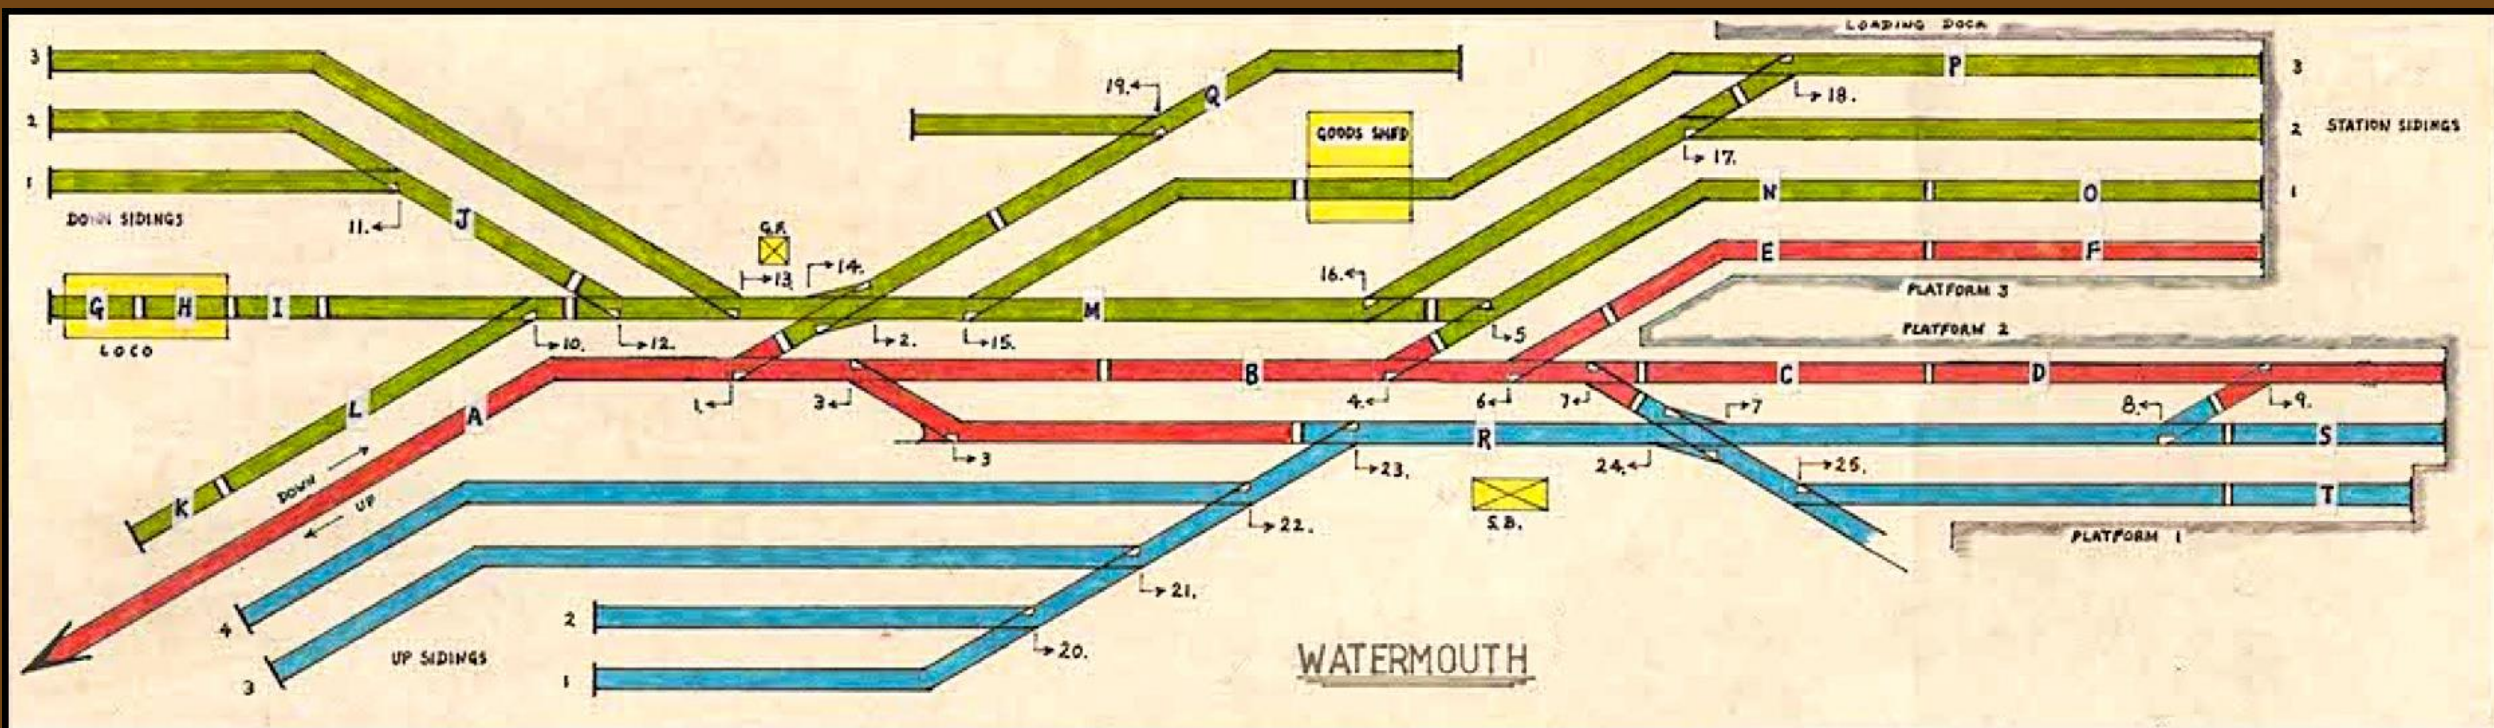 LOADING DOCK
3
P
3
19.
Q
18.
2
GOODS SHED
2
STATION SIDINGS
17.
1
N
O
1
DOWN SIDINGS
J
11.
G.F.
E
F
13.
14.
16.
PLATFORM 3
G
H
I
M
PLATFORM 2
LOCO
10.
12.
2.
15.
5
B
C
D
L
A
1.
3
4.
6
7
7
8.
9.
R
S
DOWN
3
23.
24.
25.
K
UP
T
S.B.
22.
PLATFORM 1
21.
4
2
20.
UP SIDINGS
WATERMOUTH
3
1